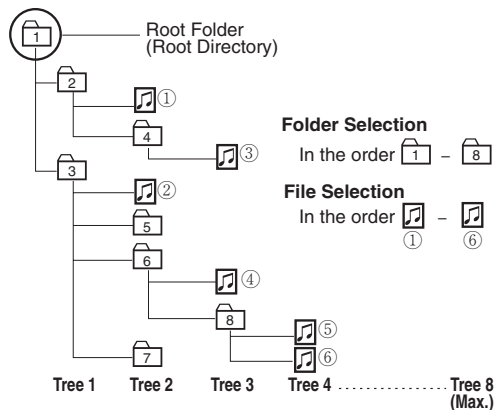 1
Root Folder
(Root Directory)
2
①
4
③
3
②
5
6
④
8
⑤
⑥
7
Folder Selection
In the order 1 – 8
File Selection
In the order –
① ⑥
Tree 1 Tree 2 Tree 3 Tree 4 .............. Tree 8
(Max.)